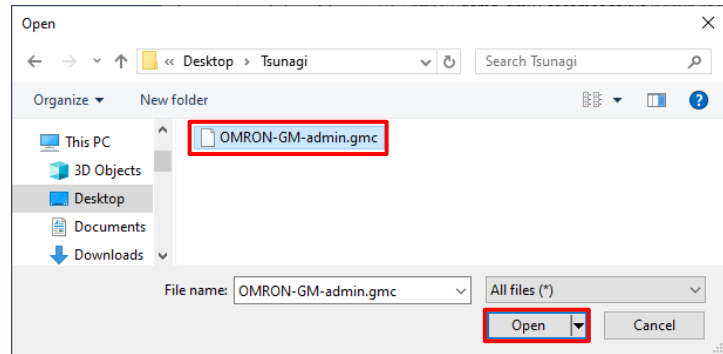 Open
« Desktop > Tsunagi
Search Tsunagi
Organize
New folder
This PC
OMRON-GM-admin.gmc
3D Objects
Desktop
Documents
Downloads
File name: OMRON-GM-admin.gmc
All files (*)
Open
Cancel